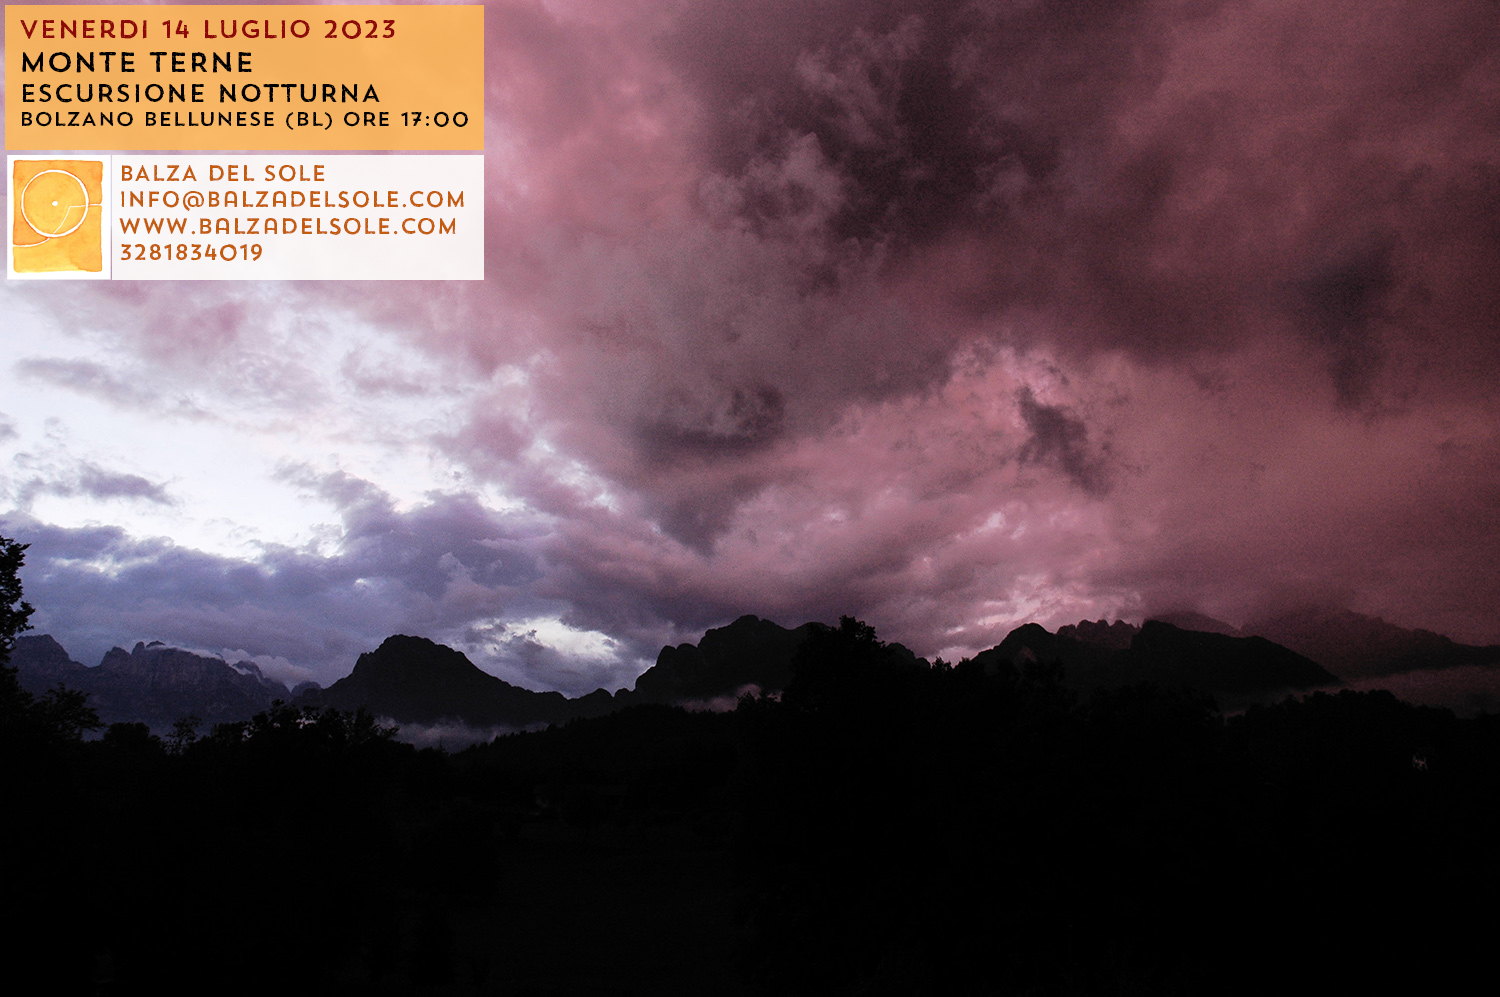 VENERDI 14 LUGLIO 2023
MONTE TERNE
ESCURSIONE NOTTURNA
BOLZANO BELLUNESE (BL) ORE 17:00
BALZA DEL SOLE
INFO@BALZADELSOLE.COM
WWW.BALZADELSOLE.COM
3281834019